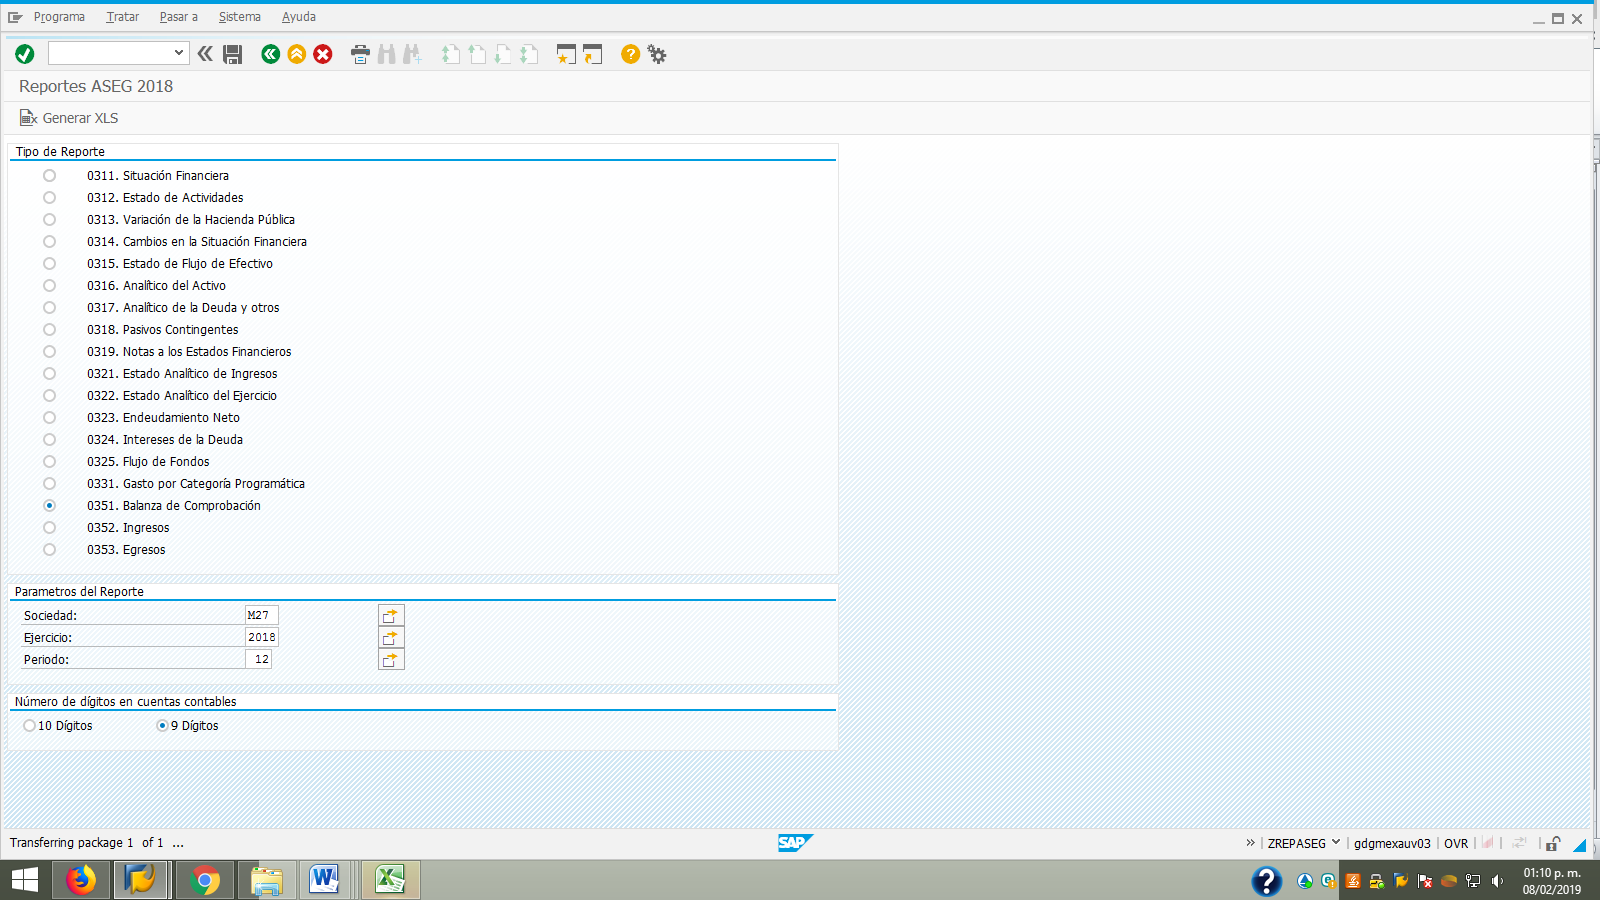 Programa Tratar Pasar a Sistema Ayuda
Reportes ASEG 2018
Generar XLS
Tipo de Reporte
0311. Situación Financiera
0312. Estado de Actividades
0313. Variación de la Hacienda Pública
0314. Cambios en la Situación Financiera
0315. Estado de Flujo de Efectivo
0316. Analítico del Activo
0317. Analítico de la Deuda y otros
0318. Pasivos Contingentes
0319. Notas a los Estados Financieros
0321. Estado Analítico de Ingresos
0322. Estado Analítico del Ejercicio
0323. Endeudamiento Neto
0324. Intereses de la Deuda
0325. Flujo de Fondos
0331. Gasto por Categoría Programática
0351. Balanza de Comprobación
0352. Ingresos
0353. Egresos
Parametros del Reporte
Sociedad: M27
Ejercicio: 2018
Periodo: 12
Número de dígitos en cuentas contables
10 Dígitos 9 Dígitos
Transferring package 1 of 1 ... SAP ZREPASEG gdgmexauv03 OVR
01:10 p. m.
08/02/2019